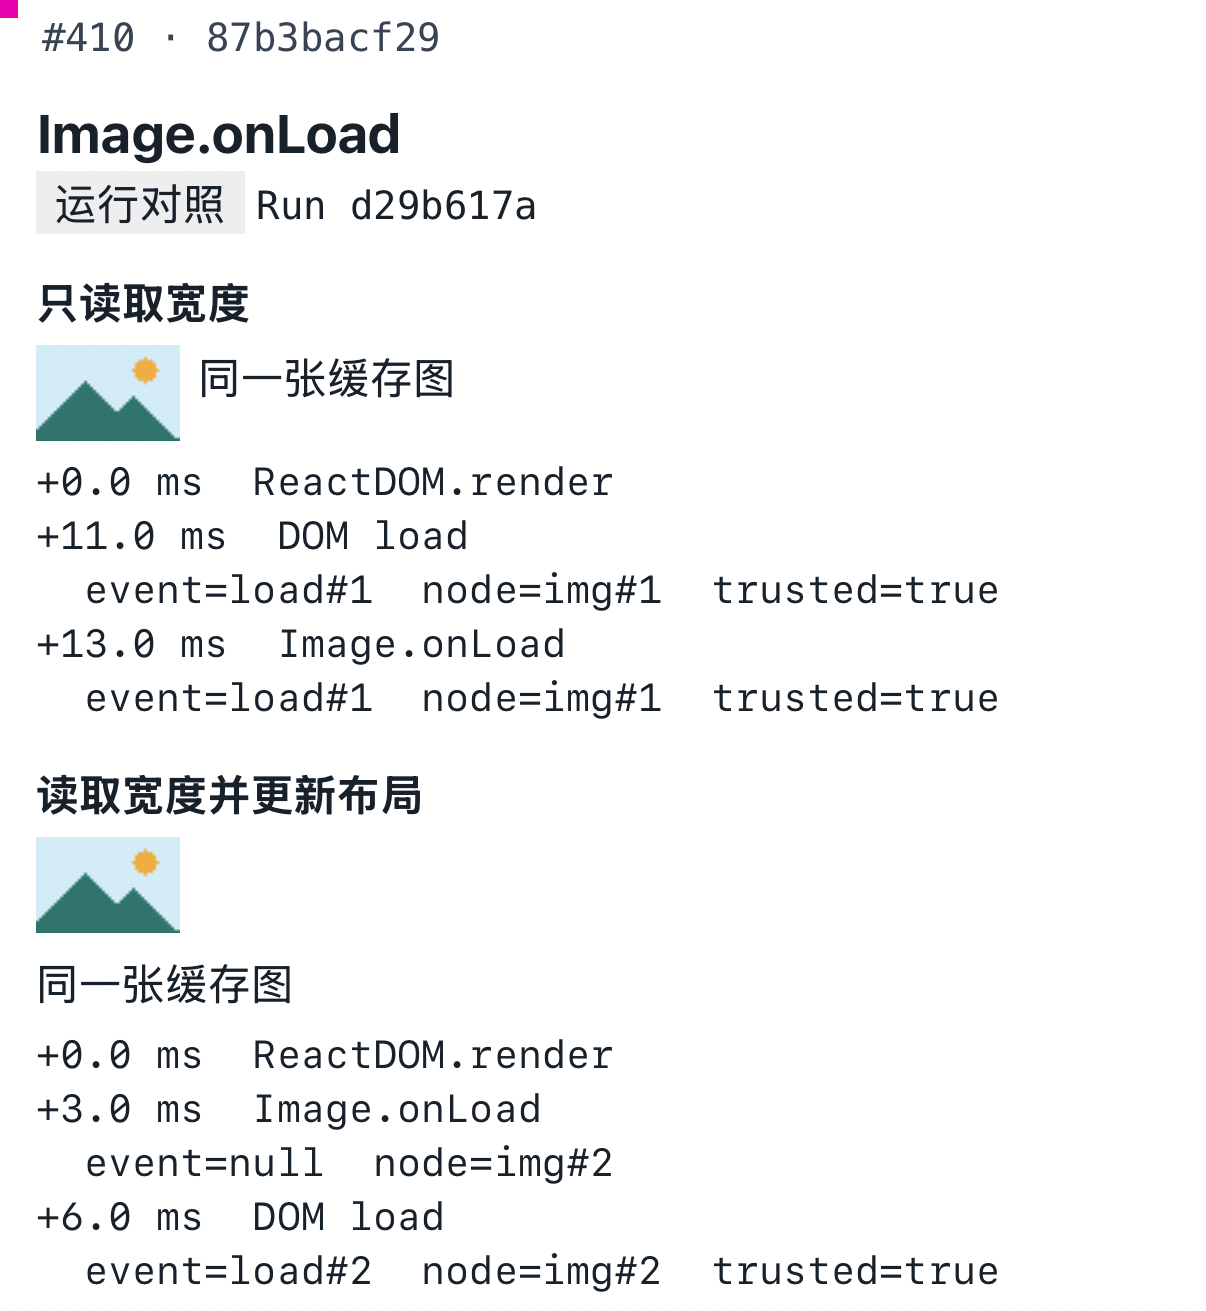 #410 · 87b3bacf29
Image.onLoad
运行对照 Run d29b617a
只读取宽度
同一张缓存图
+0.0 ms  ReactDOM.render
+11.0 ms  DOM load
  event=load#1  node=img#1  trusted=true
+13.0 ms  Image.onLoad
  event=load#1  node=img#1  trusted=true
读取宽度并更新布局
同一张缓存图
+0.0 ms  ReactDOM.render
+3.0 ms  Image.onLoad
  event=null  node=img#2
+6.0 ms  DOM load
  event=load#2  node=img#2  trusted=true